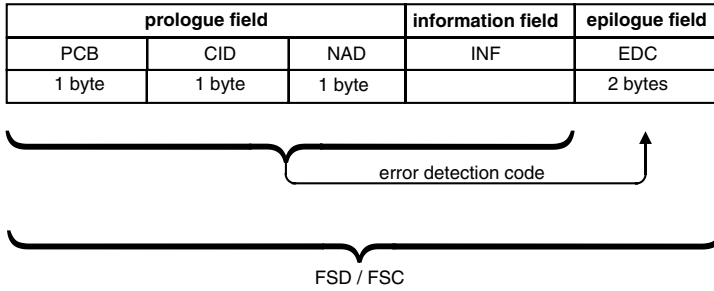 prologue field information field epilogue field
PCB CID NAD INF EDC
1 byte 1 byte 1 byte 2 bytes
error detection code
FSD / FSC